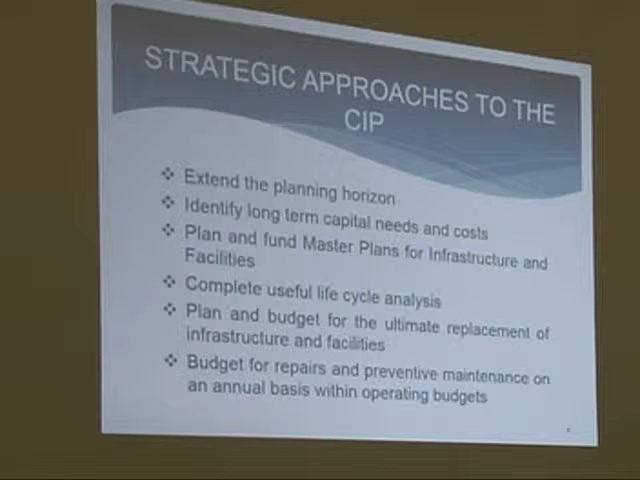 STRATEGIC APPROACHES TO THE
CIP
Extend the planning horizon
Identify long term capital needs and costs
Plan and fund Master Plans for Infrastructure and
Facilities
Complete useful life cycle analysis
Plan and budget for the ultimate replacement of
infrastructure and facilities
Budget for repairs and preventive maintenance on
an annual basis within operating budgets